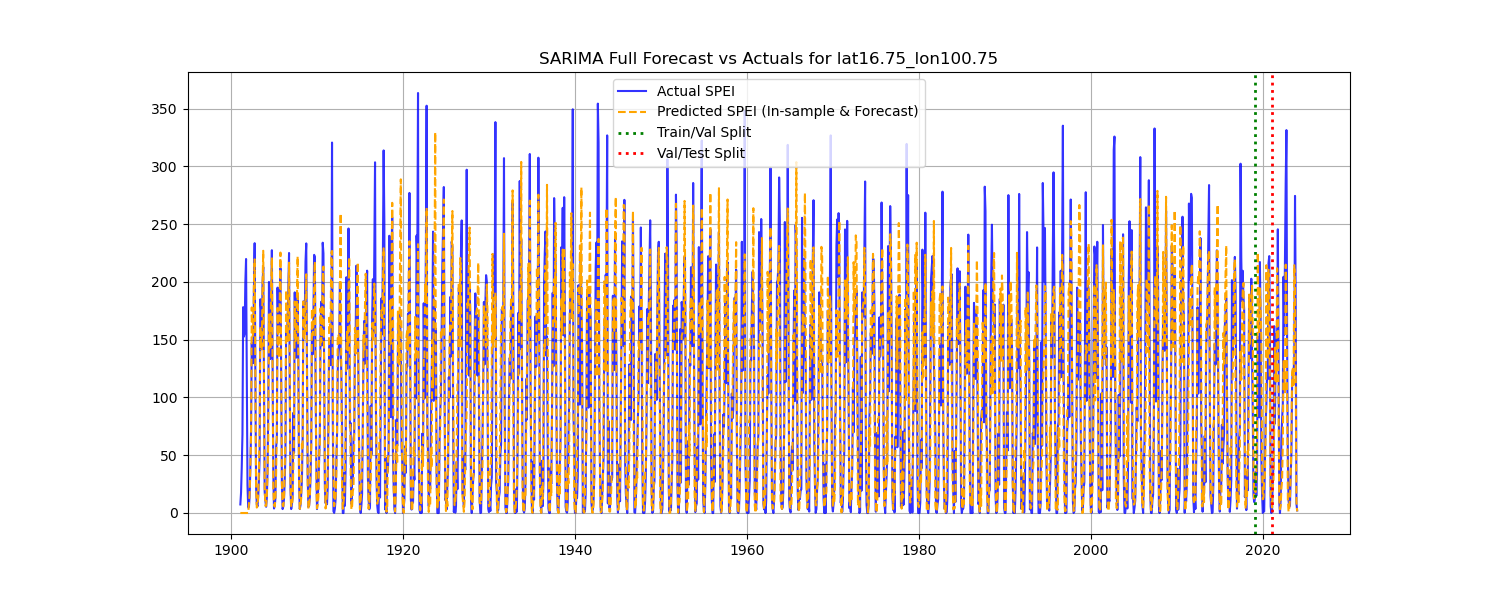 SARIMA Full Forecast vs Actuals for lat16.75_lon100.75
Actual SPEI
Predicted SPEI (In-sample & Forecast)
Train/Val Split
Val/Test Split
350
300
250
200
150
100
50
0
1900 1920 1940 1960 1980 2000 2020